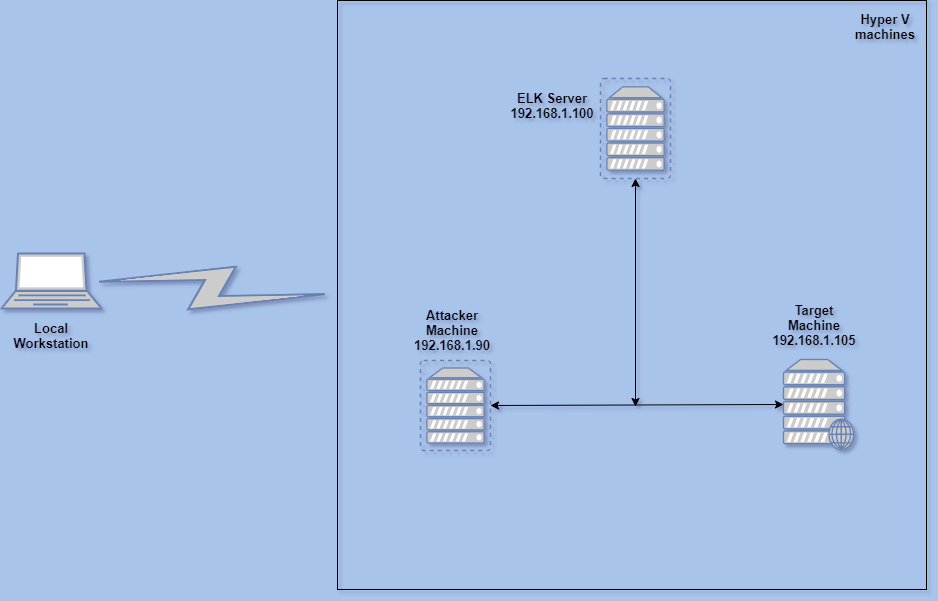 Hyper V
machines
ELK Server
192.168.1.100
Local
Workstation
Attacker
Machine
192.168.1.90
Target
Machine
192.168.1.105